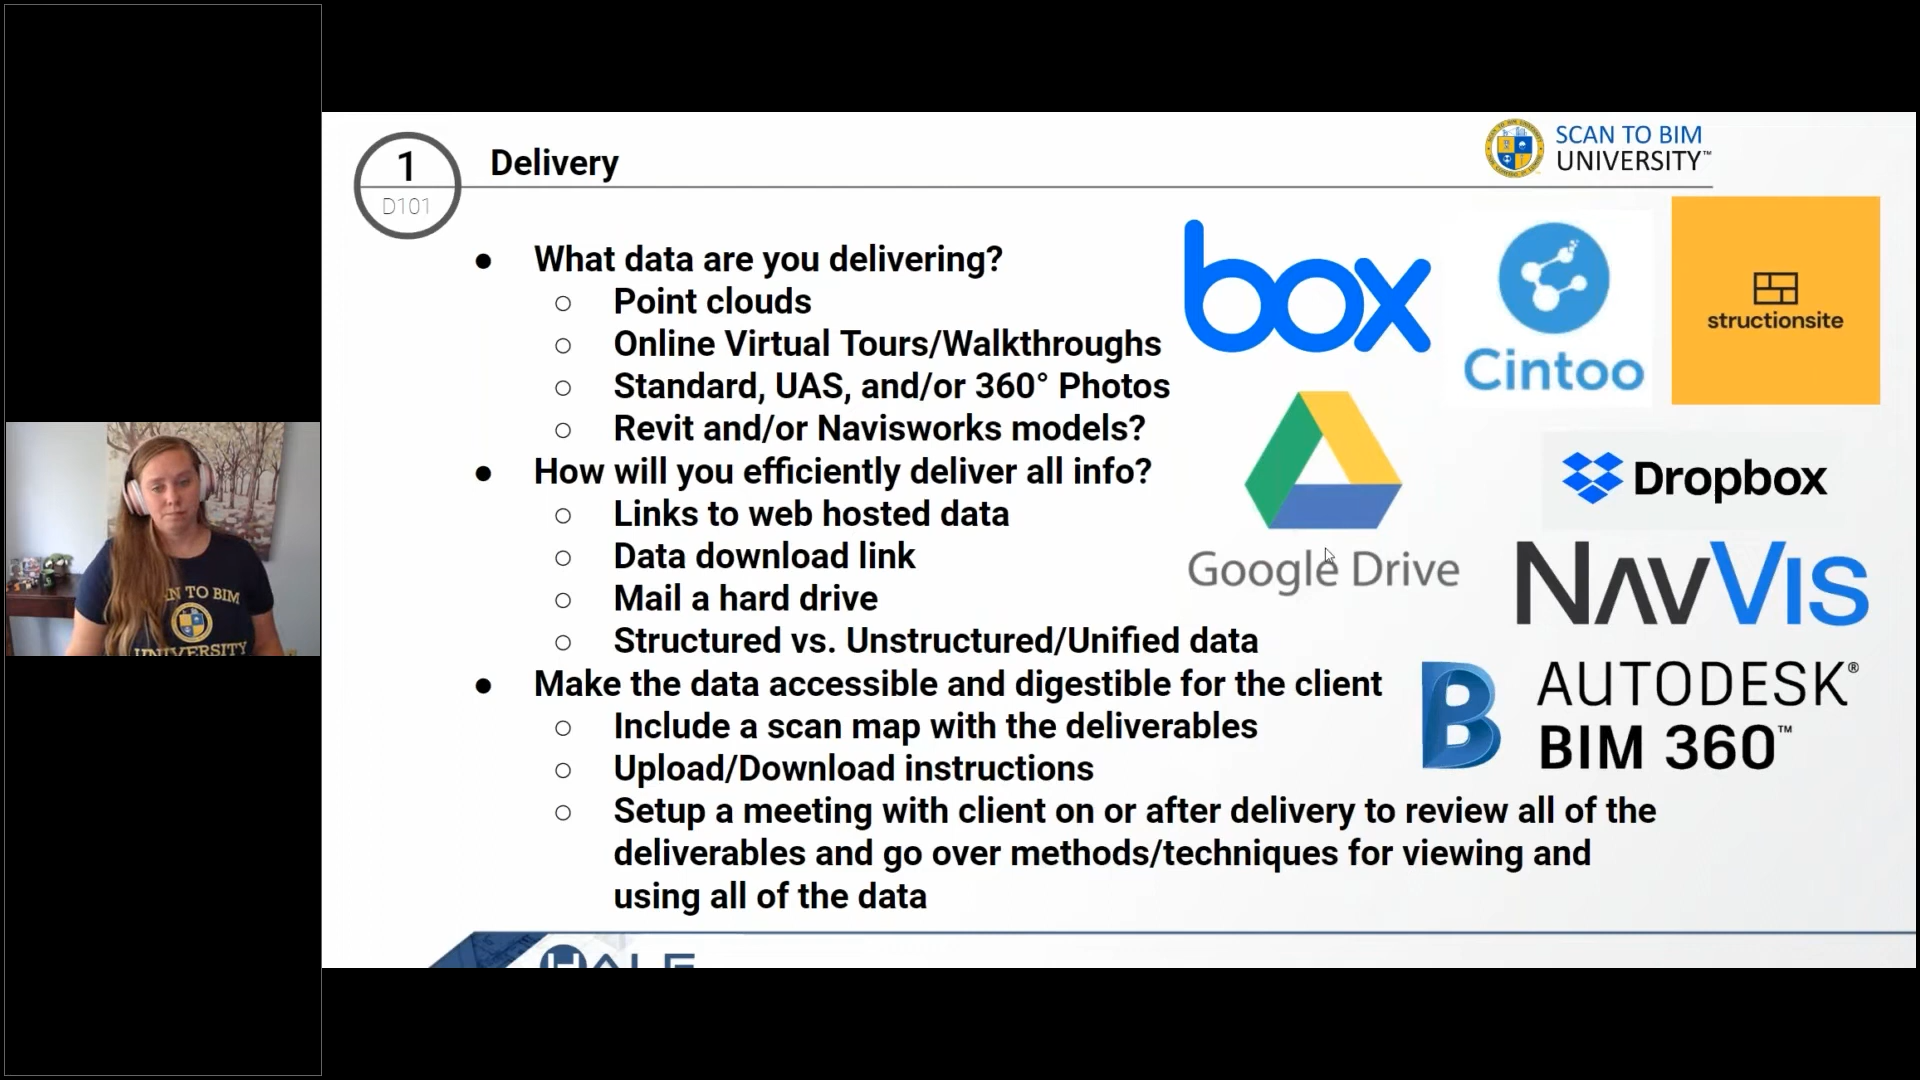 1
D101
Delivery
SCAN TO BIM
UNIVERSITY™
● What data are you delivering?
○ Point clouds
○ Online Virtual Tours/Walkthroughs
○ Standard, UAS, and/or 360° Photos
○ Revit and/or Navisworks models?
● How will you efficiently deliver all info?
○ Links to web hosted data
○ Data download link
○ Mail a hard drive
○ Structured vs. Unstructured/Unified data
● Make the data accessible and digestible for the client
○ Include a scan map with the deliverables
○ Upload/Download instructions
○ Setup a meeting with client on or after delivery to review all of the
deliverables and go over methods/techniques for viewing and
using all of the data
box
Cintoo
structionsite
Google Drive
Dropbox
NAVVIS
AUTODESK®
BIM 360™
IN TO BIM
UNIVERSITY